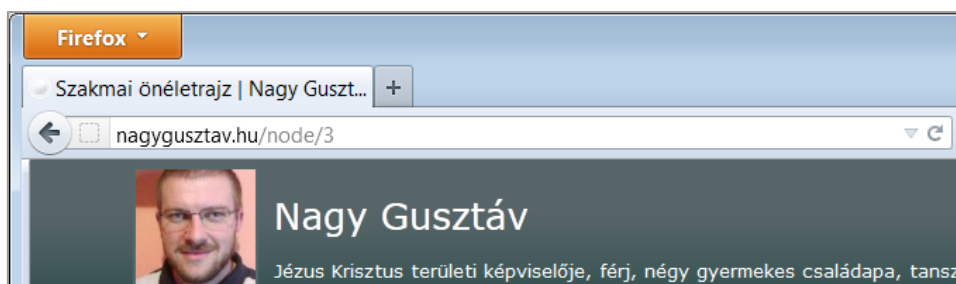 Firefox
Szakmai önéletrajz | Nagy Guszt...
nagygusztav.hu/node/3
Nagy Gusztáv
Jézus Krisztus területi képviselője, férj, négy gyermekes családapa, tansz